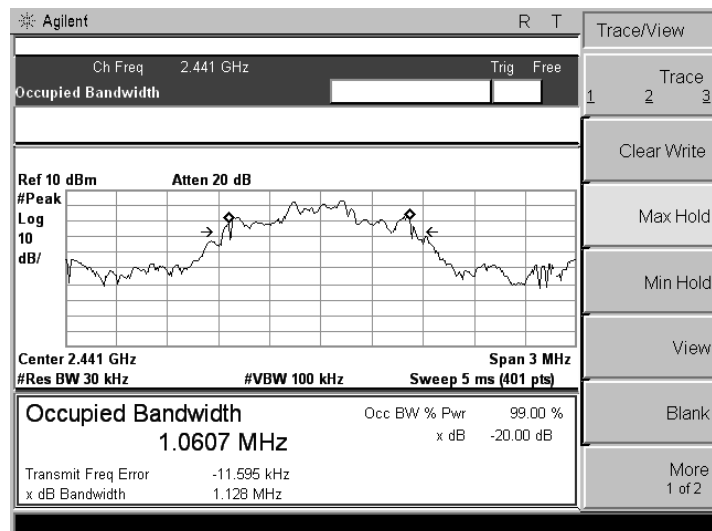 Agilent R T
Ch Freq 2.441 GHz Trig Free
Occupied Bandwidth
Ref 10 dBm Atten 20 dB
#Peak
Log
10
dB/
Center 2.441 GHz Span 3 MHz
#Res BW 30 kHz #VBW 100 kHz Sweep 5 ms (401 pts)
Occupied Bandwidth
1.0607 MHz
Occ BW % Pwr 99.00 %
x dB -20.00 dB
Transmit Freq Error -11.595 kHz
x dB Bandwidth 1.128 MHz
Trace/View
Trace
1 2 3
Clear Write
Max Hold
Min Hold
View
Blank
More
1 of 2